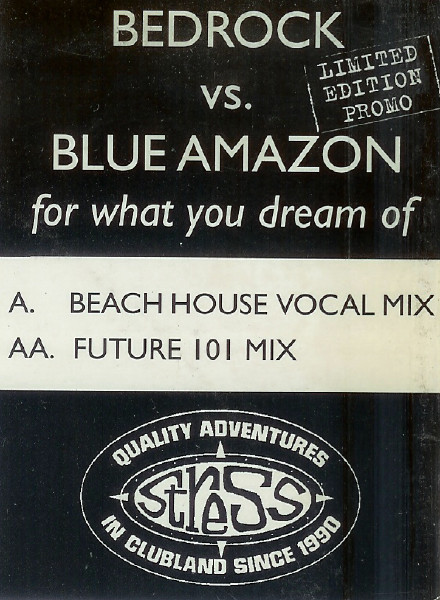 BEDROCK
LIMITED
EDITION
PROMO
vs.
BLUE AMAZON
for what you dream of
A. BEACH HOUSE VOCAL MIX
AA. FUTURE 101 MIX
QUALITY ADVENTURES
Stress
IN CLUBLAND SINCE 1990